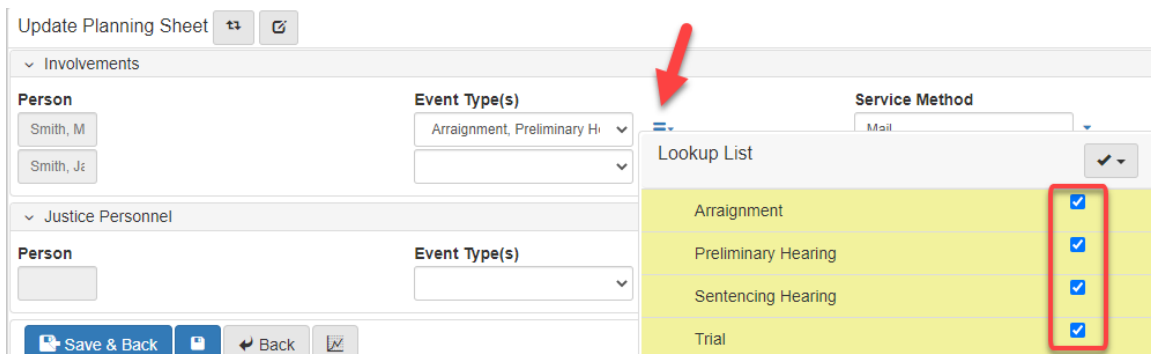 Update Planning Sheet
Involvements
Person Event Type(s) Service Method
Smith, M Arraignment, Preliminary H Mail
Smith, Ja
Lookup List
Arraignment
Preliminary Hearing
Sentencing Hearing
Trial
Justice Personnel
Person Event Type(s)
Save & Back Back